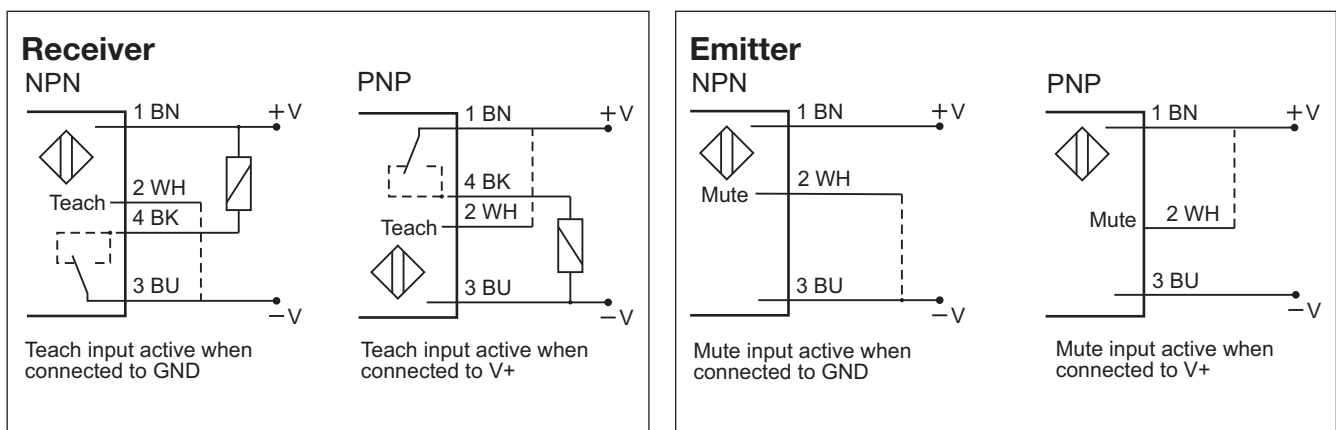 Receiver
NPN
1 BN
+V
2 WH
Teach
4 BK
3 BU
−V
Teach input active when
connected to GND
PNP
1 BN
+V
4 BK
2 WH
Teach
3 BU
−V
Teach input active when
connected to V+
Emitter
NPN
1 BN
+V
2 WH
Mute
3 BU
−V
Mute input active when
connected to GND
PNP
1 BN
+V
Mute
2 WH
3 BU
−V
Mute input active when
connected to V+